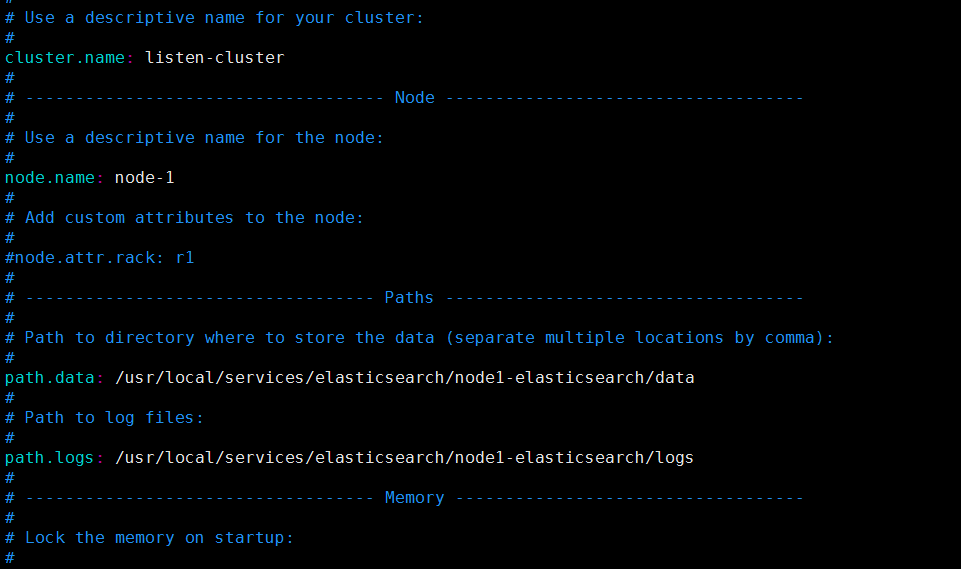 #
# Use a descriptive name for your cluster:
#
cluster.name: listen-cluster
#
# ------------------------------------ Node ------------------------------------
#
# Use a descriptive name for the node:
#
node.name: node-1
#
# Add custom attributes to the node:
#
#node.attr.rack: r1
#
# ----------------------------------- Paths ------------------------------------
#
# Path to directory where to store the data (separate multiple locations by comma):
#
path.data: /usr/local/services/elasticsearch/node1-elasticsearch/data
#
# Path to log files:
#
path.logs: /usr/local/services/elasticsearch/node1-elasticsearch/logs
#
# ----------------------------------- Memory -----------------------------------
#
# Lock the memory on startup:
#